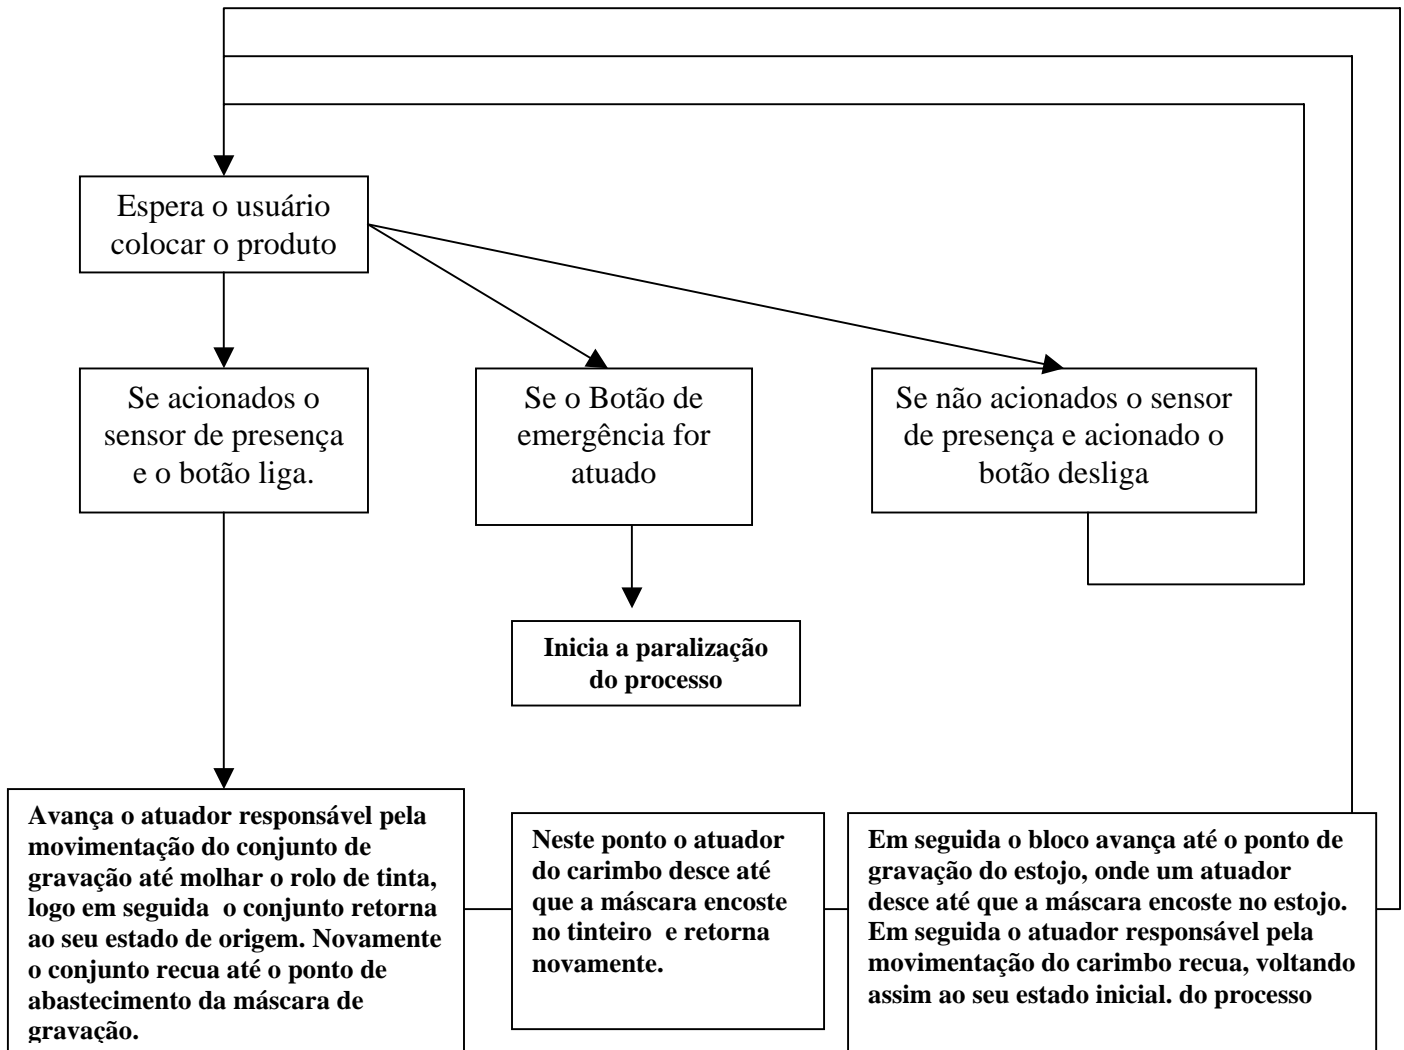 Espera o usuário
colocar o produto
Se acionados o
sensor de presença
e o botão liga.
Se o Botão de
emergência for
atuado
Se não acionados o sensor
de presença e acionado o
botão desliga
Inicia a paralização
do processo
Avança o atuador responsável pela
movimentação do conjunto de
gravação até molhar o rolo de tinta,
logo em seguida o conjunto retorna
ao seu estado de origem. Novamente
o conjunto recua até o ponto de
abastecimento da máscara de
gravação.
Neste ponto o atuador
do carimbo desce até
que a máscara encoste
no tinteiro e retorna
novamente.
Em seguida o bloco avança até o ponto de
gravação do estojo, onde um atuador
desce até que a máscara encoste no estojo.
Em seguida o atuador responsável pela
movimentação do carimbo recua, voltando
assim ao seu estado inicial. do processo